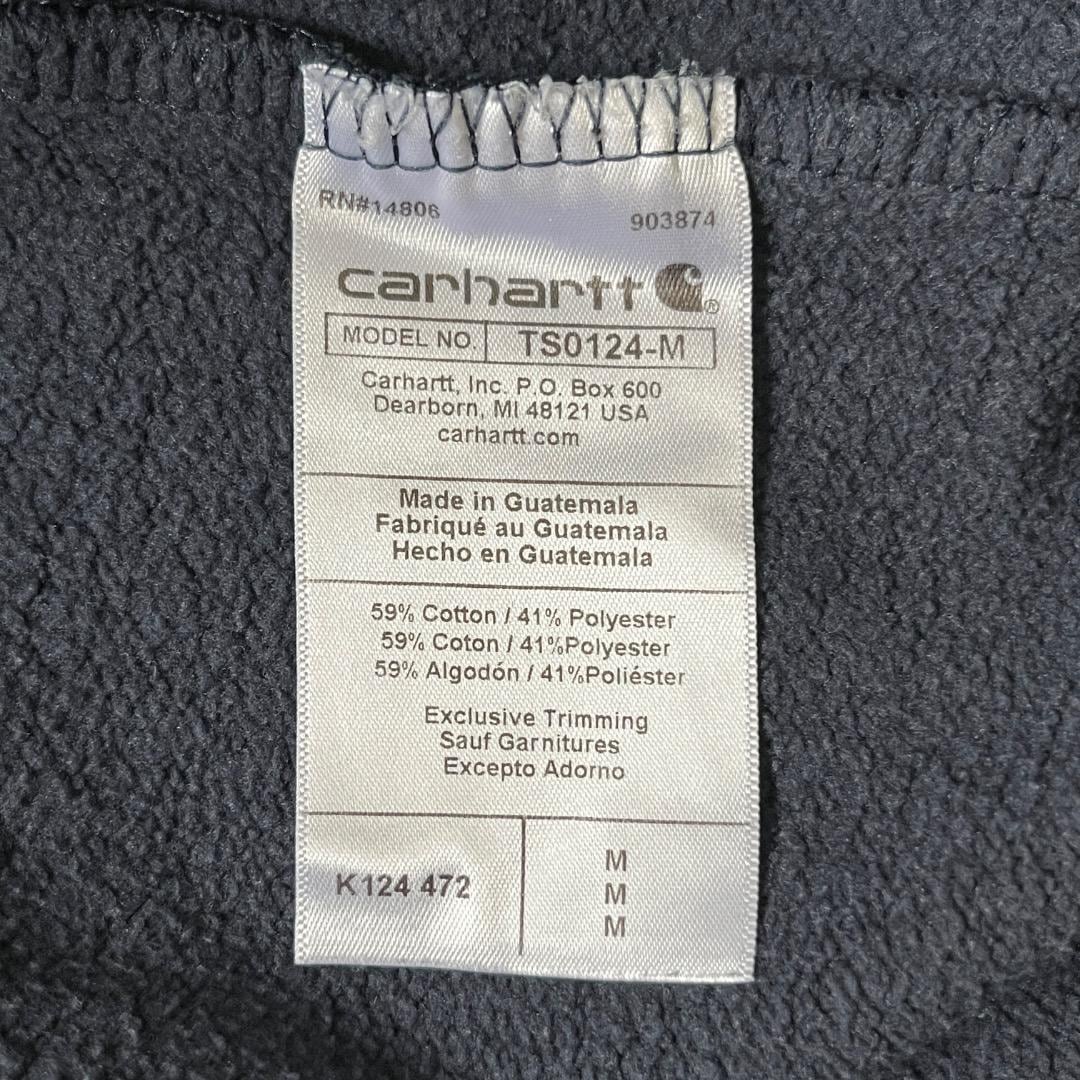 RN#14806 903874
carhartt ®
MODEL NO TS0124-M
Carhartt, Inc. P.O. Box 600
Dearborn, MI 48121 USA
carhartt.com
Made in Guatemala
Fabriqué au Guatemala
Hecho en Guatemala
59% Cotton / 41% Polyester
59% Coton / 41%Polyester
59% Algodón / 41%Poliéster
Exclusive Trimming
Sauf Garnitures
Excepto Adorno
K124 472
M
M
M